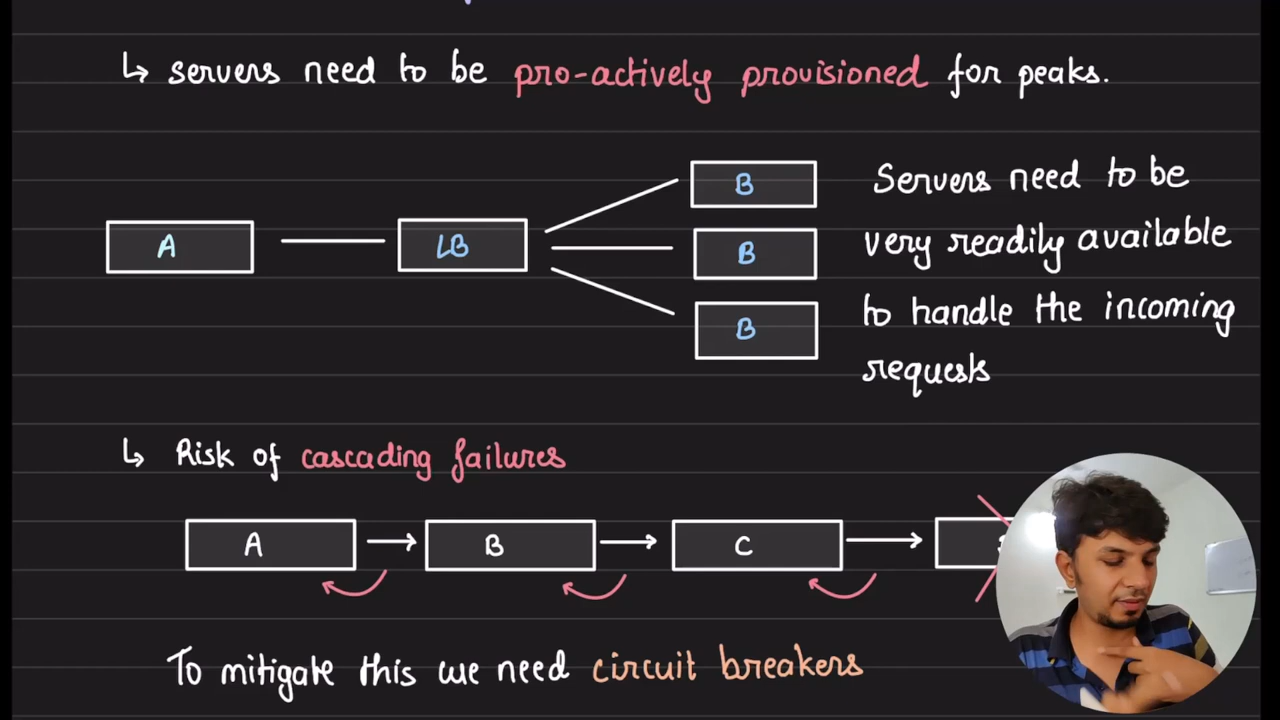 ↳ servers need to be pro-actively provisioned for peaks.
A
LB
B
B
B
Servers need to be
very readily available
to handle the incoming
requests
↳ Risk of cascading failures
A → B → C →
To mitigate this we need circuit breakers